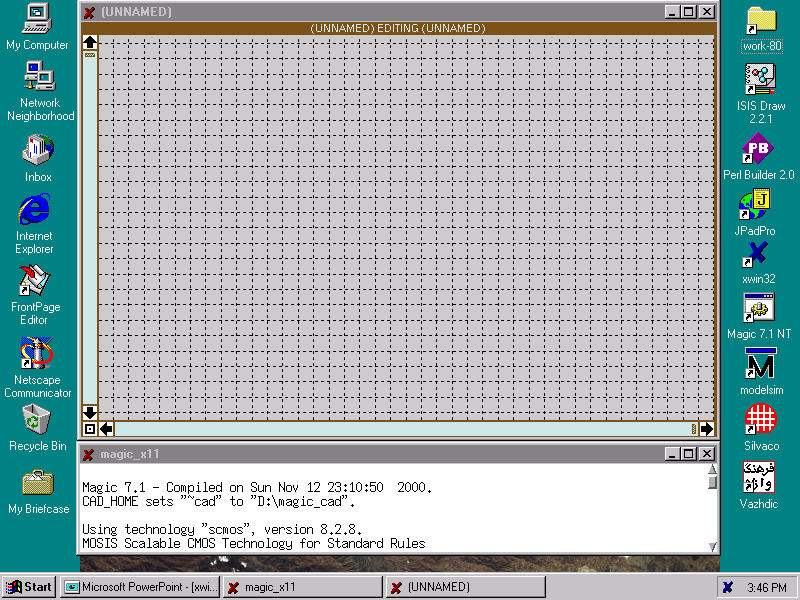 (UNNAMED)
(UNNAMED) EDITING (UNNAMED)
My Computer
Network
Neighborhood
Inbox
Internet
Explorer
FrontPage
Editor
Netscape
Communicator
Recycle Bin
My Briefcase
work-80
ISIS Draw
2.2.1
PB
Perl Builder 2.0
J
JPadPro
xwin32
Magic 7.1 NT
M
modelsim
Silvaco
فرهنگ
واژه
Vazhdic
magic_x11
Magic 7.1 - Compiled on Sun Nov 12 23:10:50  2000.
CAD_HOME sets "~cad" to "D:\magic_cad".
Using technology "scmos", version 8.2.8.
MOSIS Scalable CMOS Technology for Standard Rules
Start
Microsoft PowerPoint - [xwi...
magic_x11
(UNNAMED)
3:46 PM